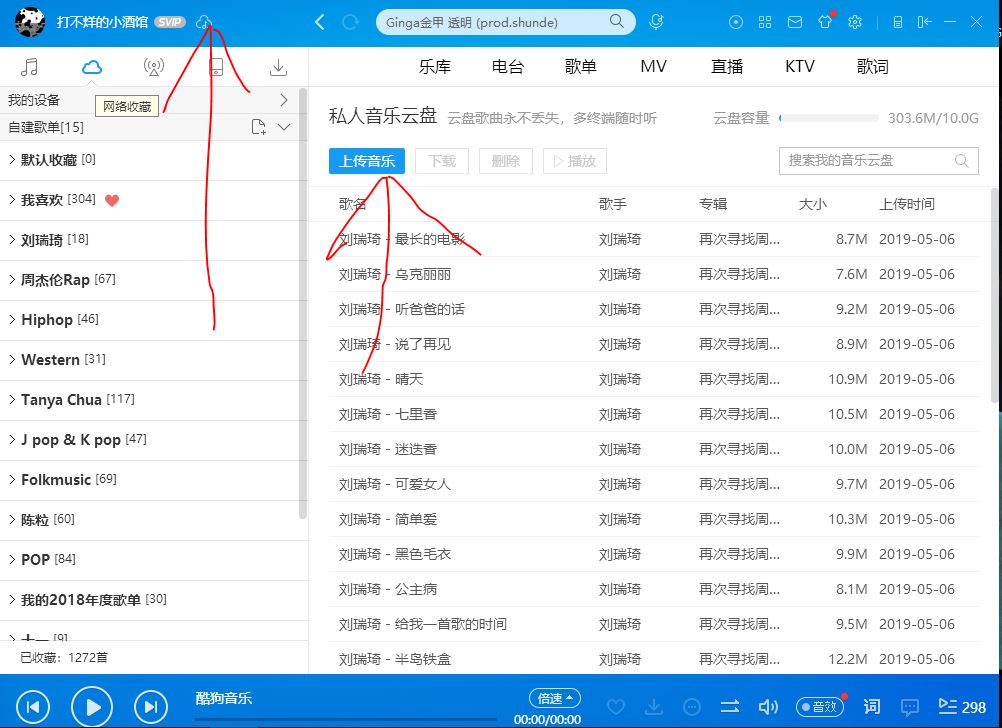 打不烊的小酒馆 SVIP
Ginga金甲 透明 (prod.shunde)
乐库 电台 歌单 MV 直播 KTV 歌词
我的设备
网络收藏
自建歌单[15]
默认收藏 [0]
我喜欢 [304]
刘瑞琦 [18]
周杰伦Rap [67]
Hiphop [46]
Western [31]
Tanya Chua [117]
J pop & K pop [47]
Folkmusic [69]
陈粒 [60]
POP [84]
我的2018年度歌单 [30]
十一 [9]
已收藏：1272首
私人音乐云盘 云盘歌曲永不丢失，多终端随时听 云盘容量 303.6M/10.0G
上传音乐 下载 删除 播放 搜索我的音乐云盘
歌名 歌手 专辑 大小 上传时间
刘瑞琦 - 最长的电影 刘瑞琦 再次寻找周... 8.7M 2019-05-06
刘瑞琦 - 乌克丽丽 刘瑞琦 再次寻找周... 7.6M 2019-05-06
刘瑞琦 - 听爸爸的话 刘瑞琦 再次寻找周... 9.2M 2019-05-06
刘瑞琦 - 说了再见 刘瑞琦 再次寻找周... 8.9M 2019-05-06
刘瑞琦 - 晴天 刘瑞琦 再次寻找周... 10.9M 2019-05-06
刘瑞琦 - 七里香 刘瑞琦 再次寻找周... 10.5M 2019-05-06
刘瑞琦 - 迷迭香 刘瑞琦 再次寻找周... 10.0M 2019-05-06
刘瑞琦 - 可爱女人 刘瑞琦 再次寻找周... 9.7M 2019-05-06
刘瑞琦 - 简单爱 刘瑞琦 再次寻找周... 10.3M 2019-05-06
刘瑞琦 - 黑色毛衣 刘瑞琦 再次寻找周... 9.9M 2019-05-06
刘瑞琦 - 公主病 刘瑞琦 再次寻找周... 8.1M 2019-05-06
刘瑞琦 - 给我一首歌的时间 刘瑞琦 再次寻找周... 9.5M 2019-05-06
刘瑞琦 - 半岛铁盒 刘瑞琦 再次寻找周... 12.2M 2019-05-06
酷狗音乐 倍速
00:00/00:00
音效 词 298